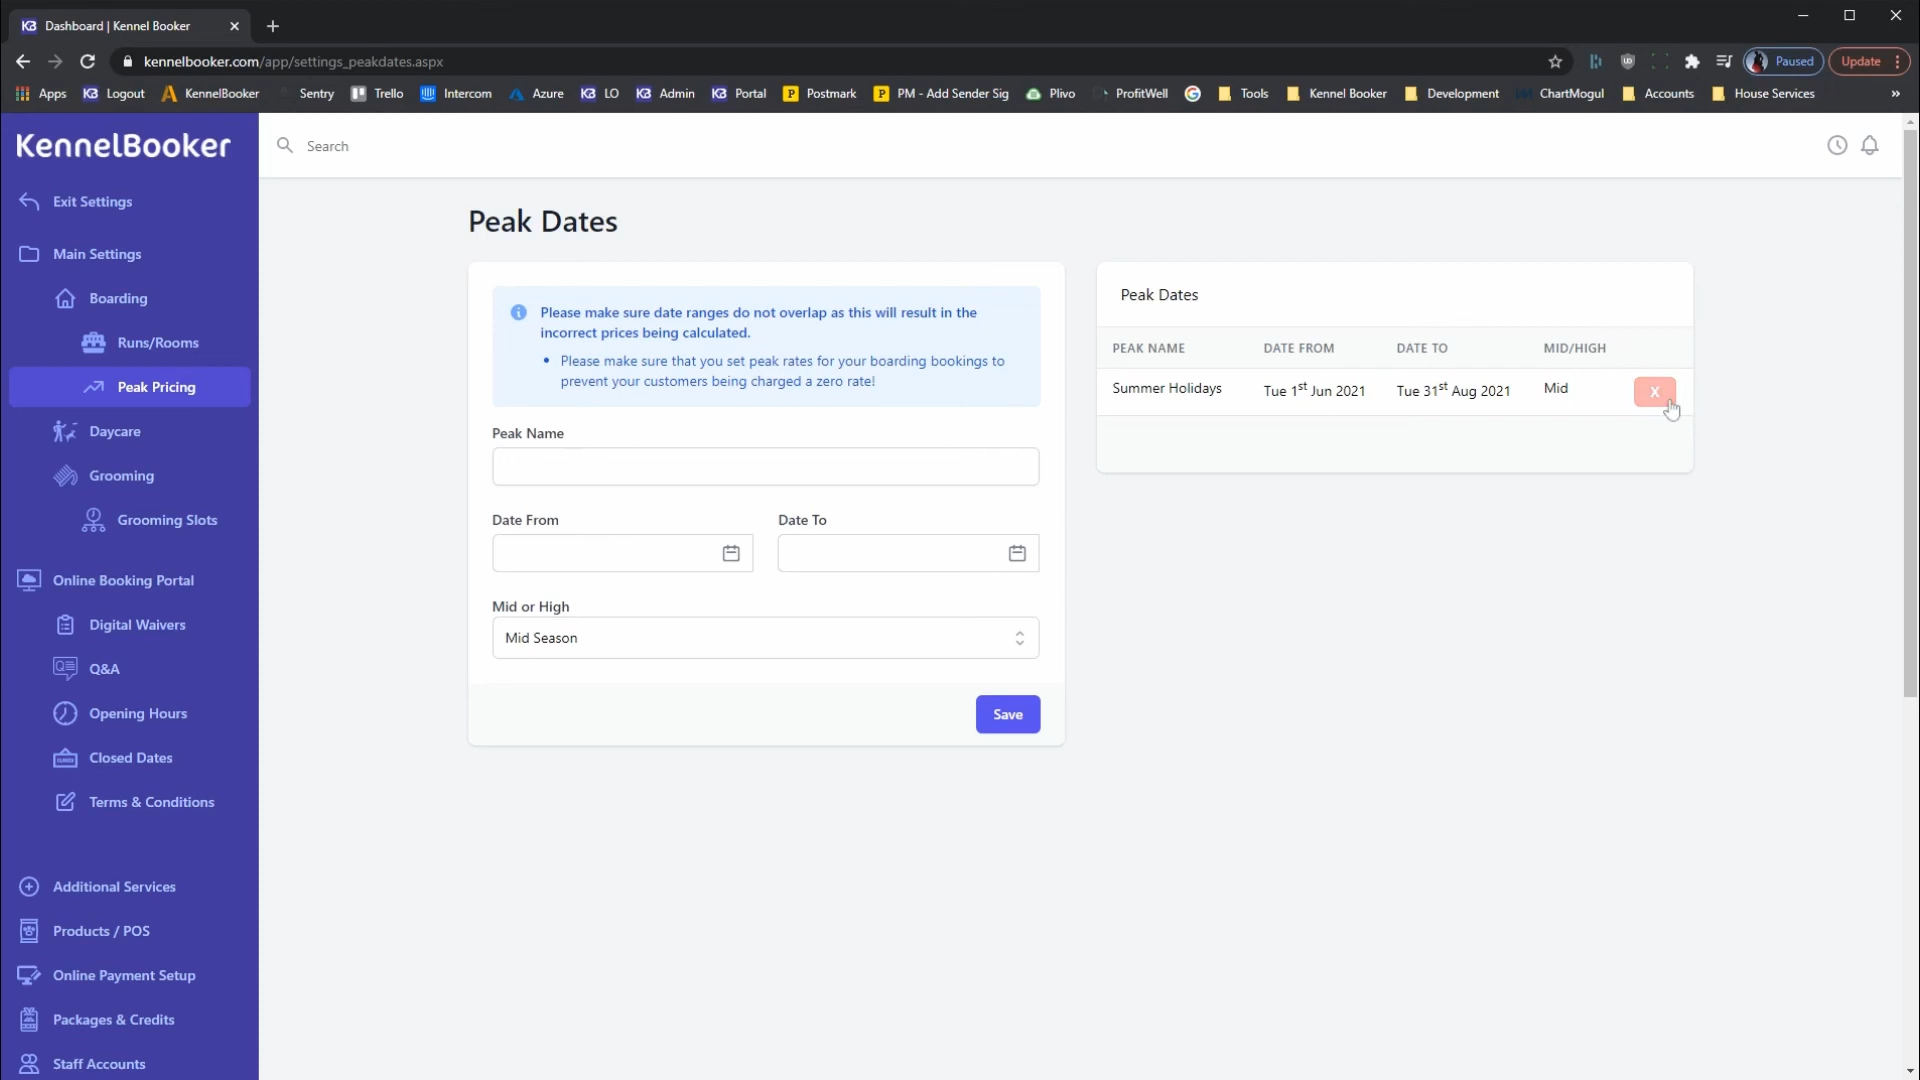 Dashboard | Kennel Booker
kennelbooker.com/app/settings_peakdates.aspx
Paused
Update
Apps
Logout
KennelBooker
Sentry
Trello
Intercom
Azure
LO
Admin
Portal
Postmark
PM - Add Sender Sig
Plivo
ProfitWell
Tools
Kennel Booker
Development
ChartMogul
Accounts
House Services
»
KennelBooker
Search
Exit Settings
Main Settings
Boarding
Runs/Rooms
Peak Pricing
Daycare
Grooming
Grooming Slots
Online Booking Portal
Digital Waivers
Q&A
Opening Hours
Closed Dates
Terms & Conditions
Additional Services
Products / POS
Online Payment Setup
Packages & Credits
Staff Accounts
Peak Dates
Please make sure date ranges do not overlap as this will result in the
incorrect prices being calculated.
• Please make sure that you set peak rates for your boarding bookings to
prevent your customers being charged a zero rate!
Peak Name
Date From
Date To
Mid or High
Mid Season
Save
Peak Dates
PEAK NAME DATE FROM DATE TO MID/HIGH
Summer Holidays Tue 1st Jun 2021 Tue 31st Aug 2021 Mid X